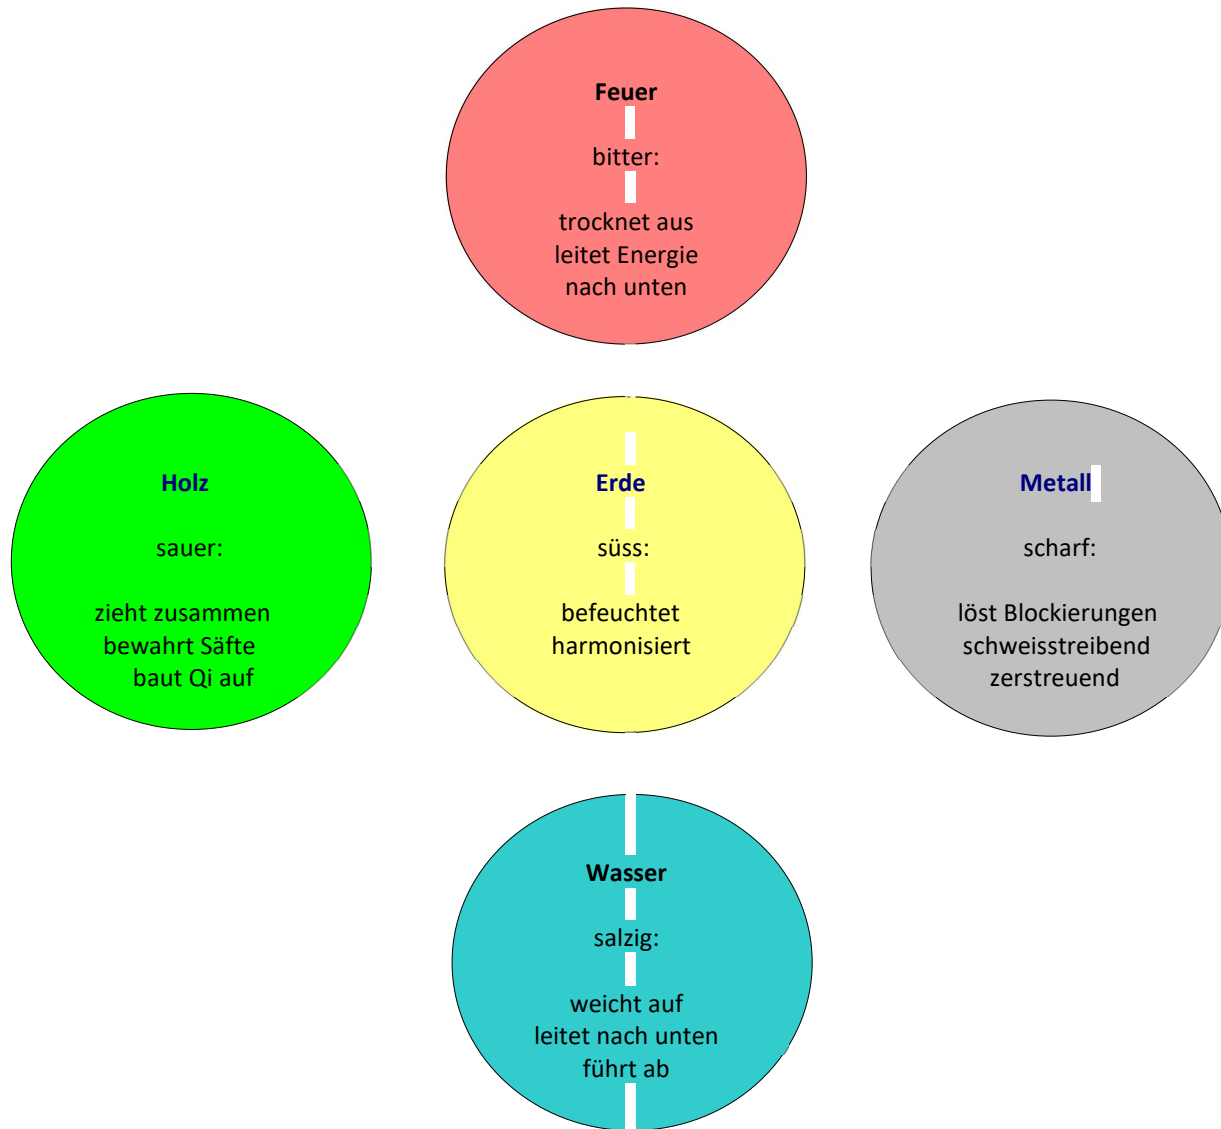 Feuer
bitter:
trocknet aus
leitet Energie
nach unten
Holz
sauer:
zieht zusammen
bewahrt Säfte
baut Qi auf
Erde
süss:
befeuchtet
harmonisiert
Metall
scharf:
löst Blockierungen
schweisstreibend
zerstreuend
Wasser
salzig:
weicht auf
leitet nach unten
führt ab